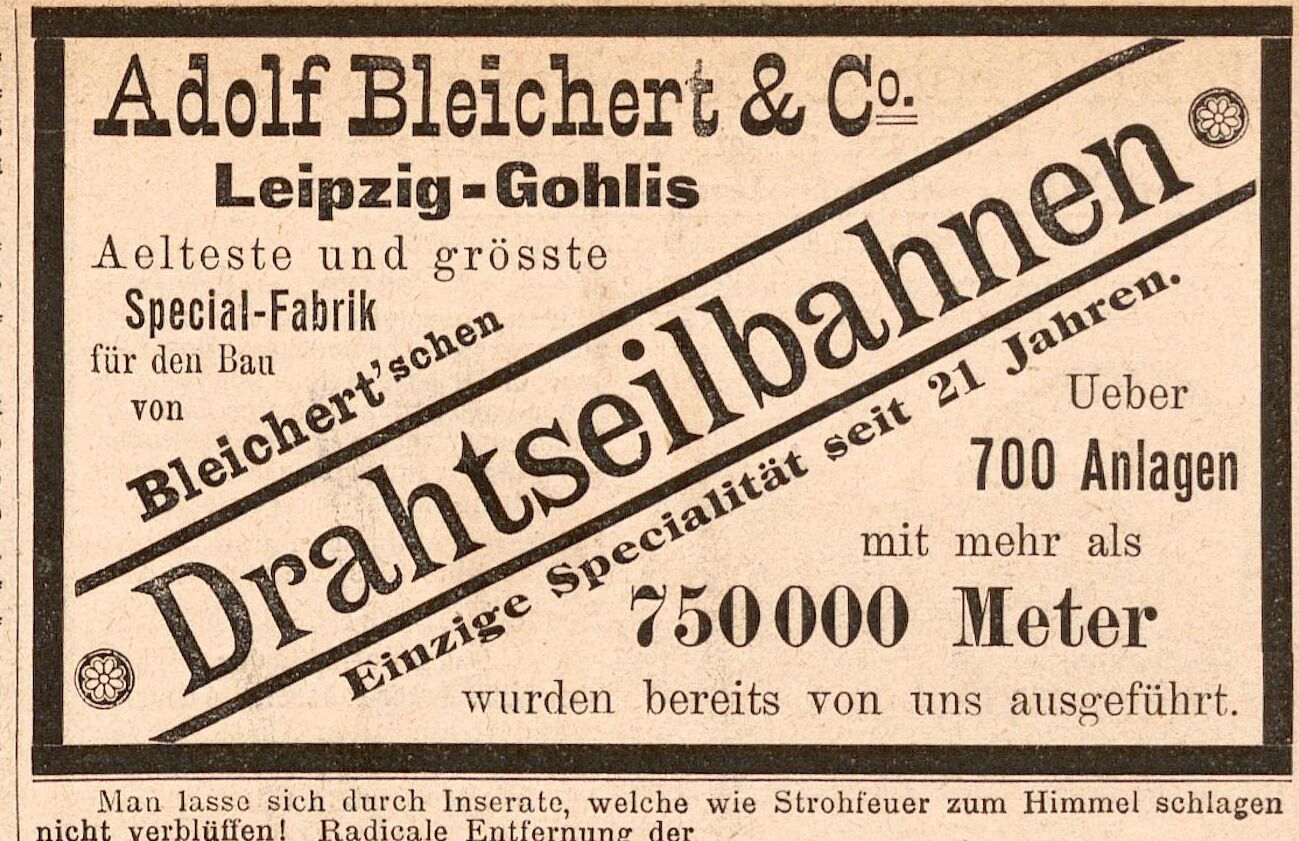 Adolf Bleichert & Co.
Leipzig-Gohlis
Aelteste und grösste
Special-Fabrik
für den Bau
von
Bleichert'schen
Drahtseilbahnen
Einzige Specialität seit 21 Jahren.
Ueber
700 Anlagen
mit mehr als
750000 Meter
wurden bereits von uns ausgeführt.
Man lasse sich durch Inserate, welche wie Strohfeuer zum Himmel schlagen
nicht verblüffen! Radicale Entfernung der